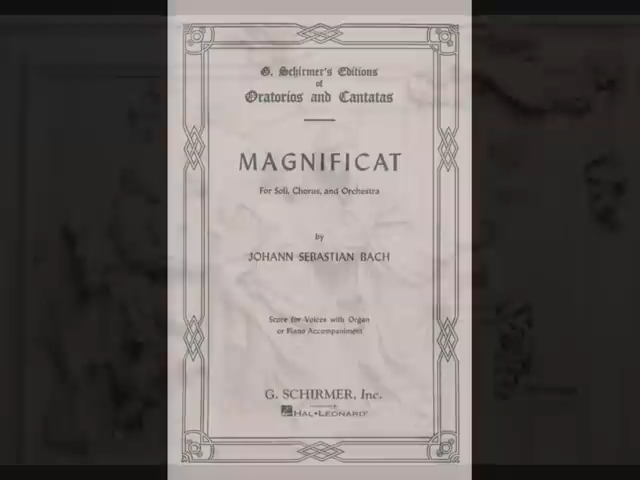 G. Schirmer's Editions
of
Oratorios and Cantatas
MAGNIFICAT
For Soli, Chorus, and Orchestra
by
JOHANN SEBASTIAN BACH
Score for Voices with Organ
or Piano Accompaniment
G. SCHIRMER, Inc.
HAL•LEONARD®